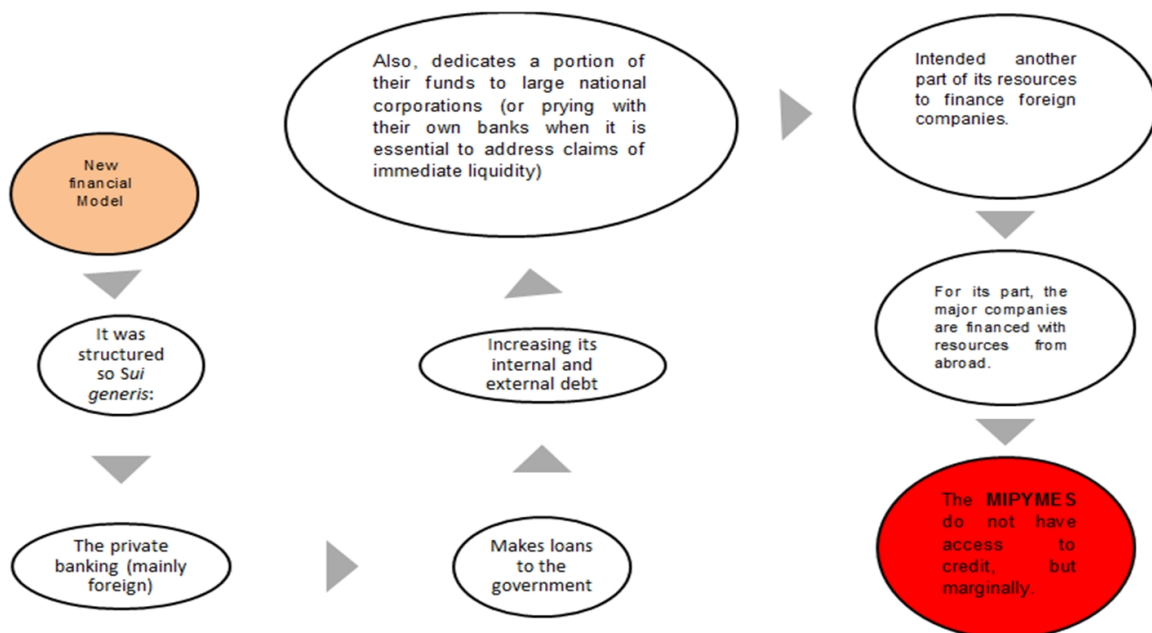 New
financial
Model
It was
structured
so Sui
generis:
The private
banking (mainly
foreign)
Makes loans
to the
government
Increasing its
internal and
external debt
Also, dedicates a portion of
their funds to large national
corporations (or prying with
their own banks when it is
essential to address claims of
immediate liquidity)
Intended another
part of its resources
to finance foreign
companies.
For its part, the
major companies
are financed with
resources from
abroad.
The MIPYMES
do not have
access to
credit, but
marginally.